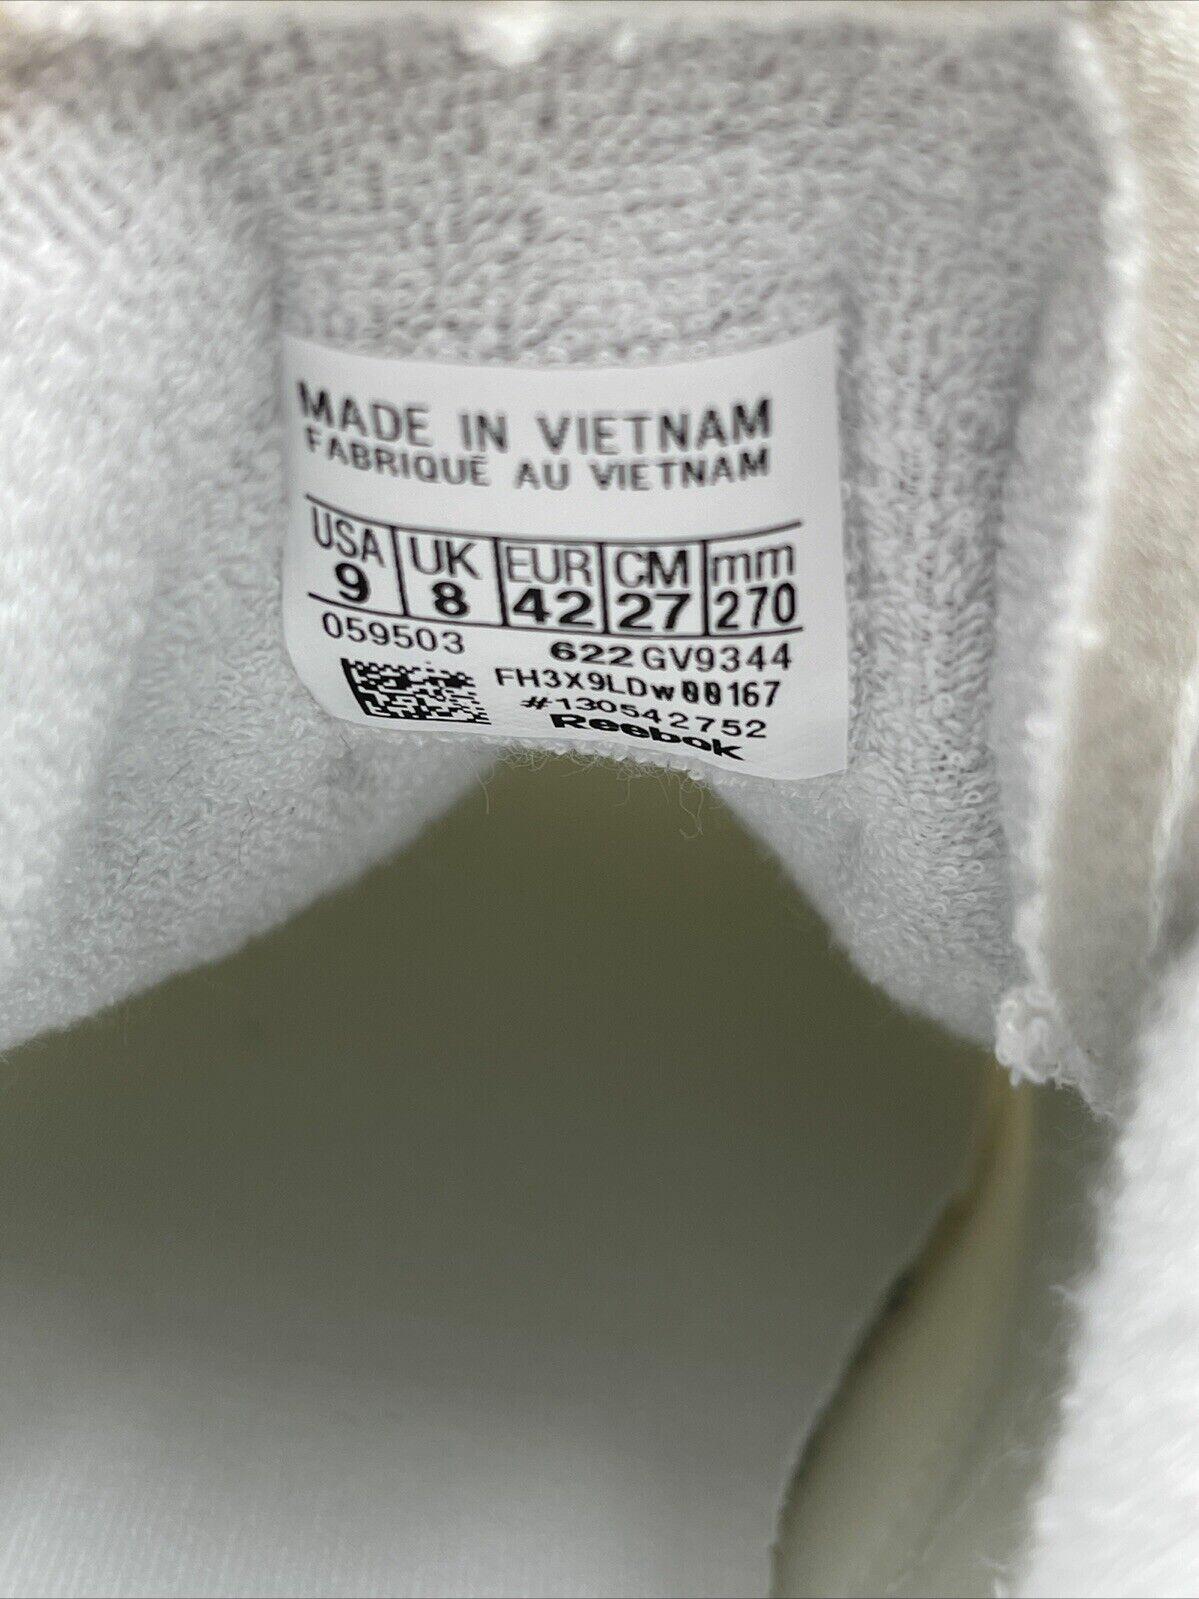 MADE IN VIETNAM
FABRIQUÉ AU VIETNAM
USA UK EUR CM mm
9 8 42 27 270
059503 622 GV9344
FH3X9LDw00167
#130542752
Reebok